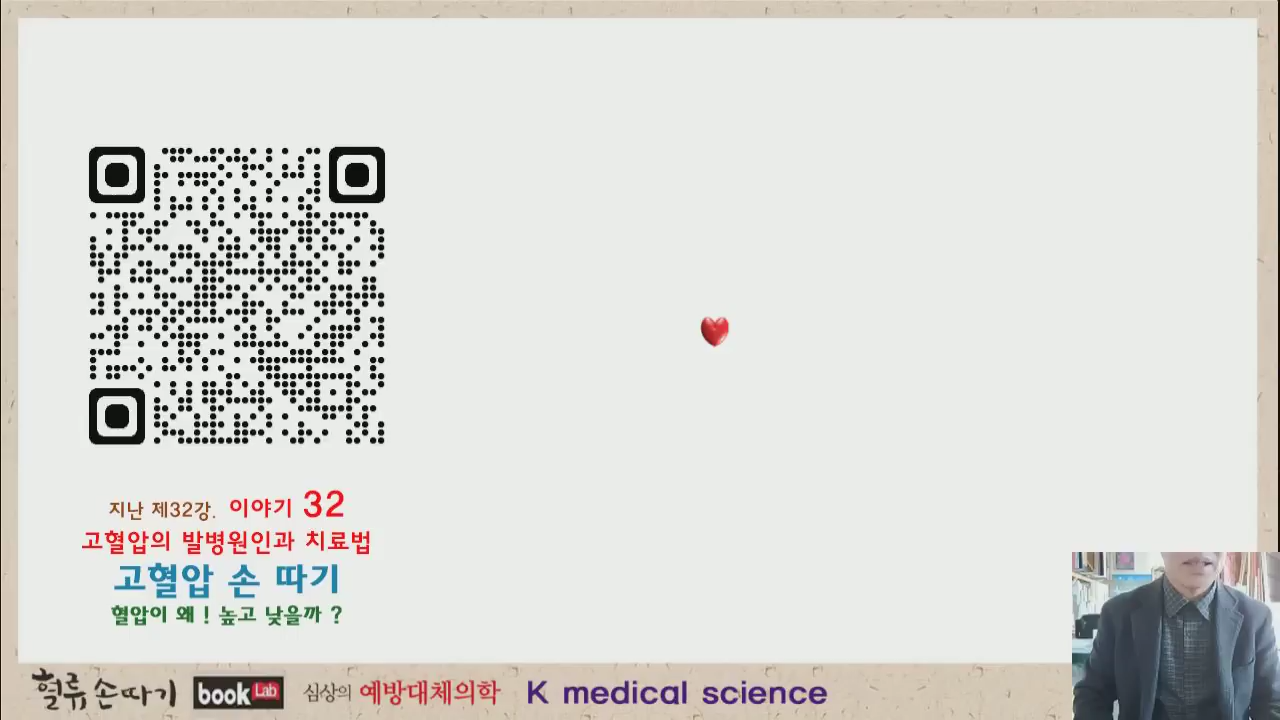 지난 제32강. 이야기 32
고혈압의 발병원인과 치료법
고혈압 손 따기
혈압이 왜 ! 높고 낮을까 ?
혈류 손따기 book Lab 심상의 예방대체의학 K medical science